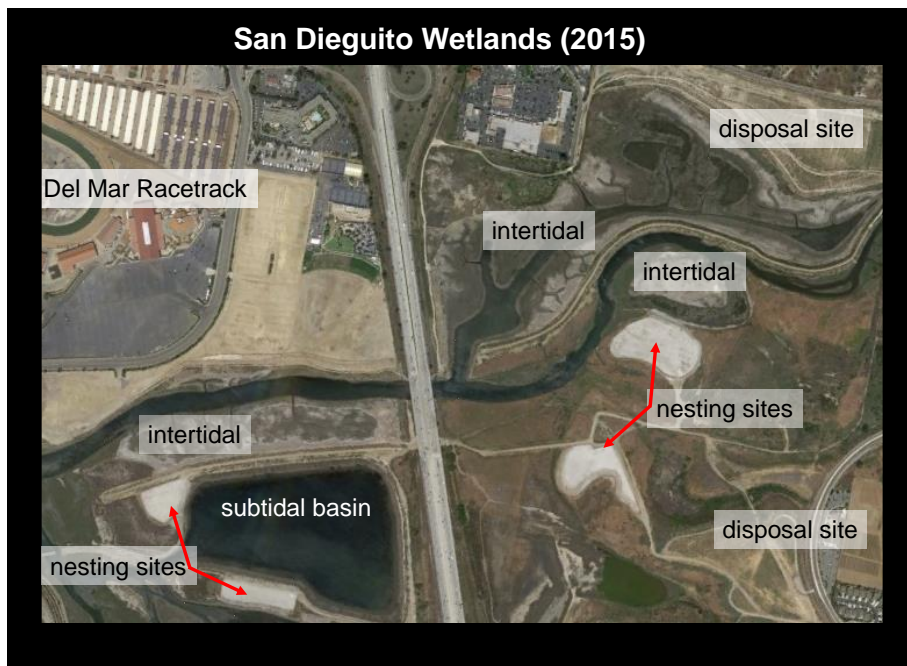 San Dieguito Wetlands (2015)
disposal site
Del Mar Racetrack
intertidal
intertidal
nesting sites
intertidal
subtidal basin
disposal site
nesting sites